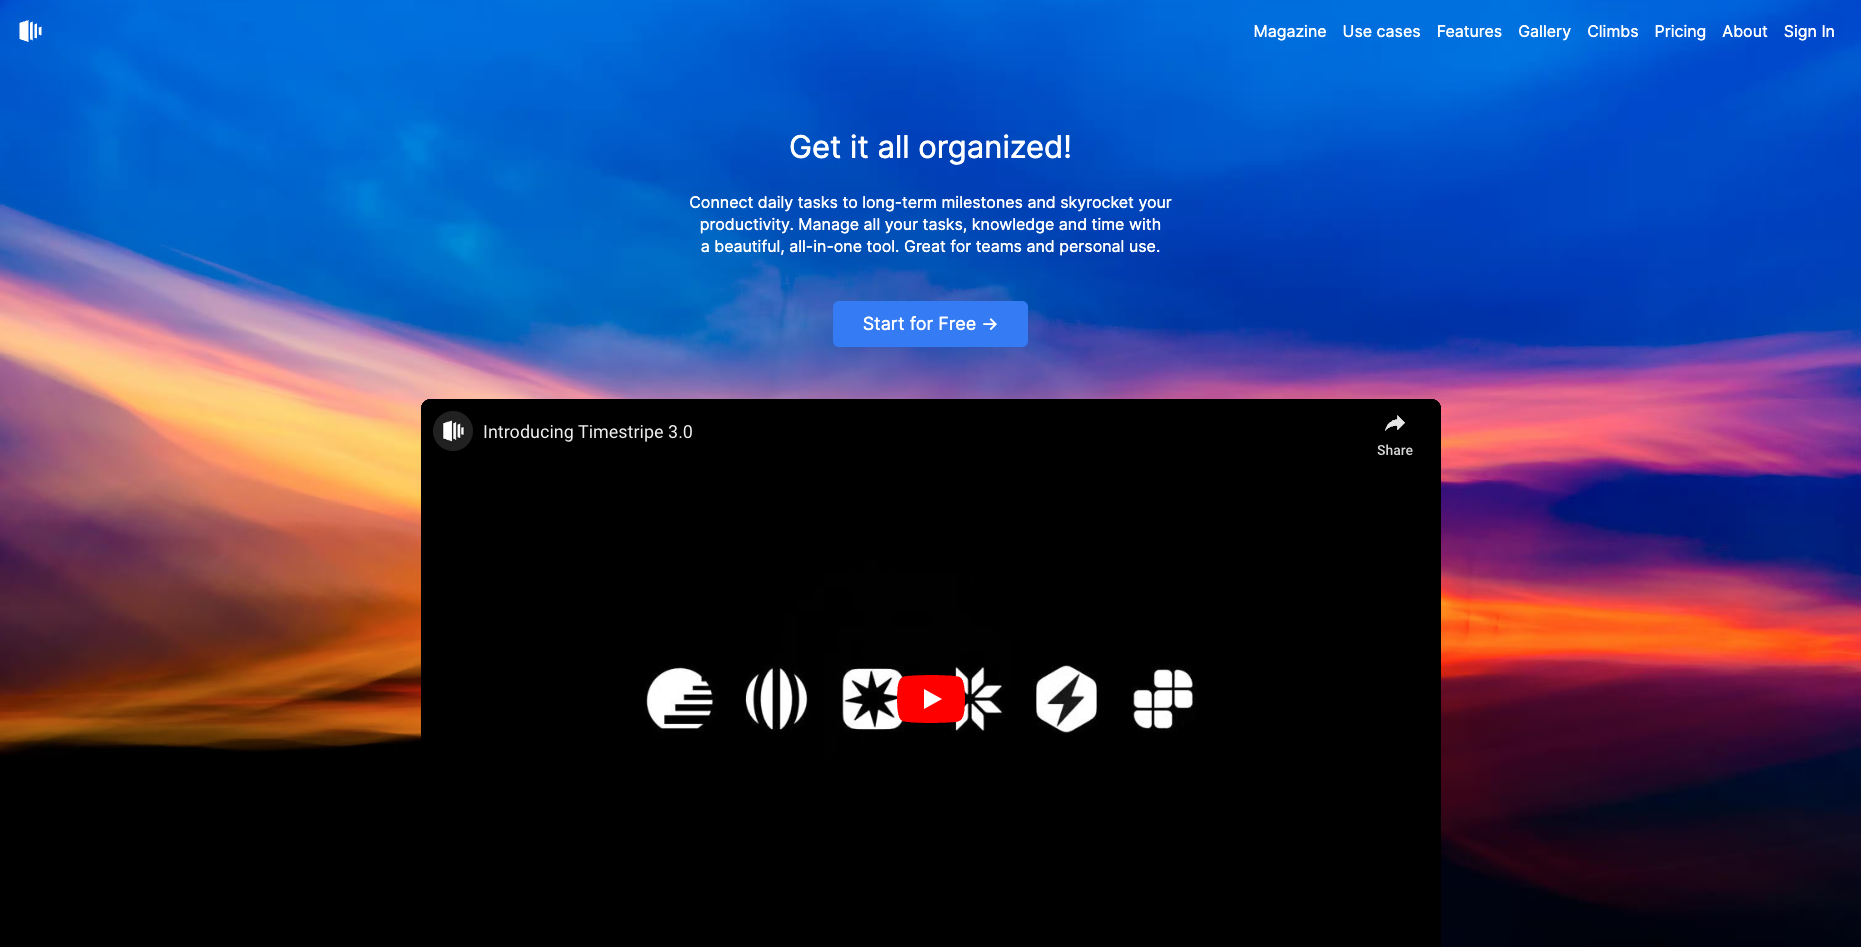 Magazine Use cases Features Gallery Climbs Pricing About Sign In
Get it all organized!
Connect daily tasks to long-term milestones and skyrocket your
productivity. Manage all your tasks, knowledge and time with
a beautiful, all-in-one tool. Great for teams and personal use.
Start for Free →
Introducing Timestripe 3.0
Share